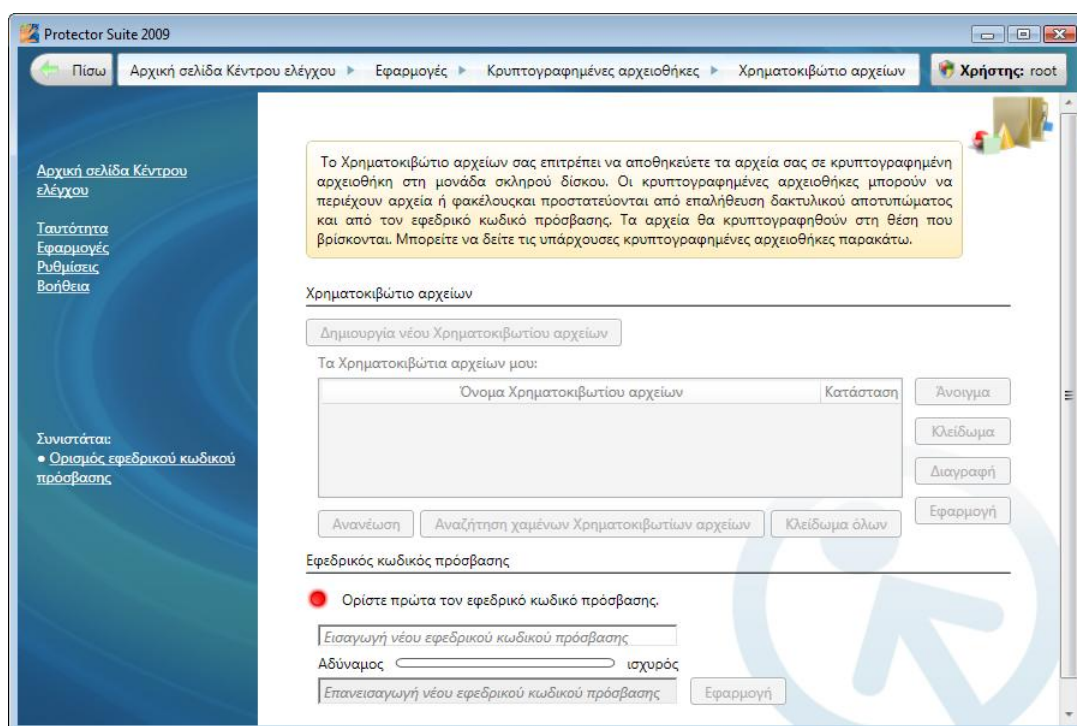 Protector Suite 2009
Πίσω
Αρχική σελίδα Κέντρου ελέγχου
Εφαρμογές
Κρυπτογραφημένες αρχειοθήκες
Χρηματοκιβώτιο αρχείων
Χρήστης: root
Αρχική σελίδα Κέντρου
ελέγχου
Ταυτότητα
Εφαρμογές
Ρυθμίσεις
Βοήθεια
Συνιστάται:
• Ορισμός εφεδρικού κωδικού
πρόσβασης
Το Χρηματοκιβώτιο αρχείων σας επιτρέπει να αποθηκεύετε τα αρχεία σας σε κρυπτογραφημένη
αρχειοθήκη στη μονάδα σκληρού δίσκου. Οι κρυπτογραφημένες αρχειοθήκες μπορούν να
περιέχουν αρχεία ή φακέλουςκαι προστατεύονται από επαλήθευση δακτυλικού αποτυπώματος
και από τον εφεδρικό κωδικό πρόσβασης. Τα αρχεία θα κρυπτογραφηθούν στη θέση που
βρίσκονται. Μπορείτε να δείτε τις υπάρχουσες κρυπτογραφημένες αρχειοθήκες παρακάτω.
Χρηματοκιβώτιο αρχείων
Δημιουργία νέου Χρηματοκιβωτίου αρχείων
Τα Χρηματοκιβώτια αρχείων μου:
Όνομα Χρηματοκιβωτίου αρχείων
Κατάσταση
Άνοιγμα
Κλείδωμα
Διαγραφή
Εφαρμογή
Ανανέωση
Αναζήτηση χαμένων Χρηματοκιβωτίων αρχείων
Κλείδωμα όλων
Εφεδρικός κωδικός πρόσβασης
Ορίστε πρώτα τον εφεδρικό κωδικό πρόσβασης.
Εισαγωγή νέου εφεδρικού κωδικού πρόσβασης
Αδύναμος
ισχυρός
Επανεισαγωγή νέου εφεδρικού κωδικού πρόσβασης
Εφαρμογή